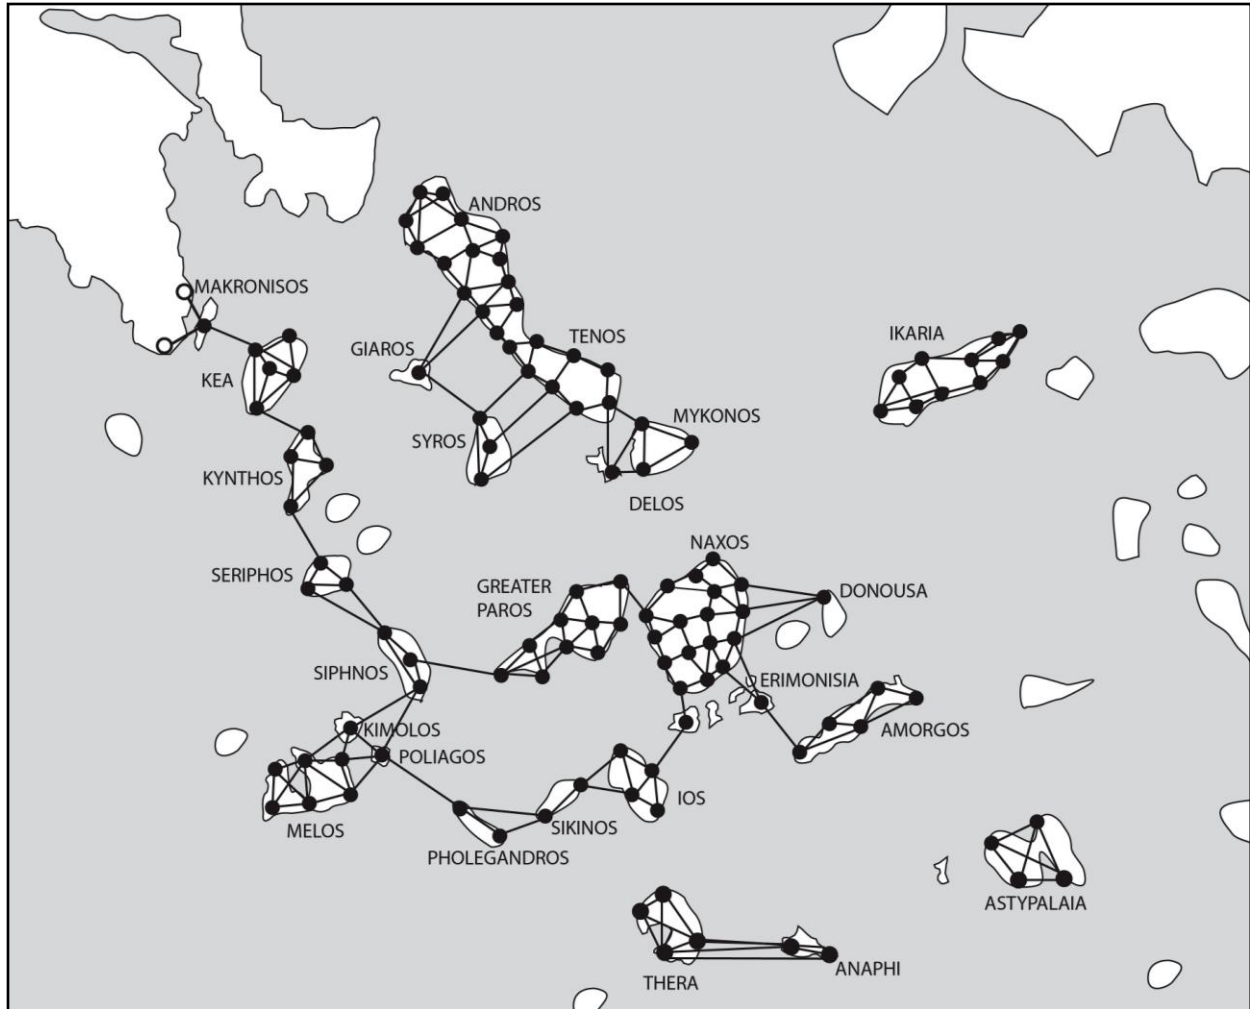 ANDROS
MAKRONISOS
TENOS
IKARIA
GIAROS
KEA
MYKONOS
SYROS
KYNTHOS
DELOS
NAXOS
SERIPHOS
GREATER
PAROS
DONOUSA
SIPHNOS
ERIMONISIA
KIMOLOS
AMORGOS
POLIAGOS
IOS
SIKINOS
MELOS
PHOLEGANDROS
ASTYPALAIA
ANAPHI
THERA